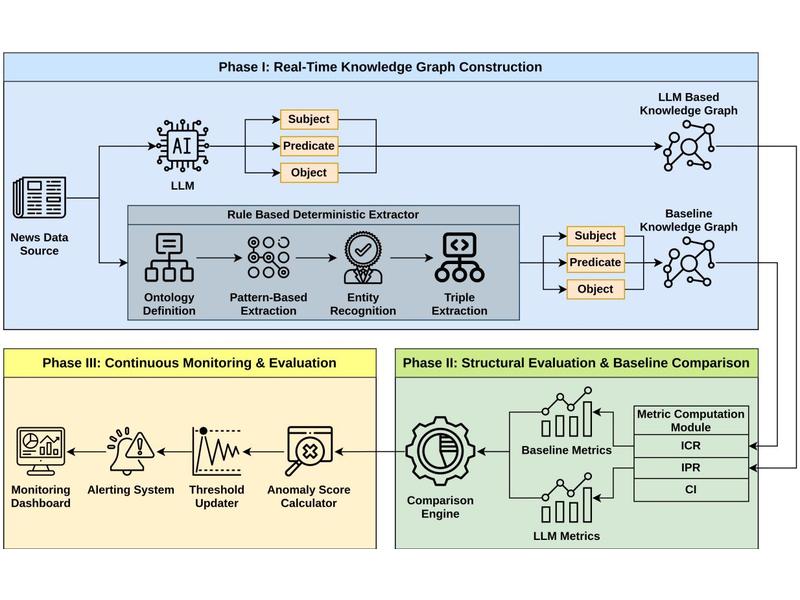 Phase I: Real-Time Knowledge Graph Construction
LLM Based
Knowledge Graph
Subject
AI
Predicate
Object
LLM
News Data
Source
Rule Based Deterministic Extractor
Ontology
Definition
Pattern-Based
Extraction
Entity
Recognition
Triple
Extraction
Subject
Predicate
Object
Baseline
Knowledge Graph
Phase III: Continuous Monitoring & Evaluation
Monitoring
Dashboard
Alerting System
Threshold
Updater
Anomaly Score
Calculator
Phase II: Structural Evaluation & Baseline Comparison
Comparison
Engine
Baseline Metrics
LLM Metrics
Metric Computation
Module
ICR
IPR
CI